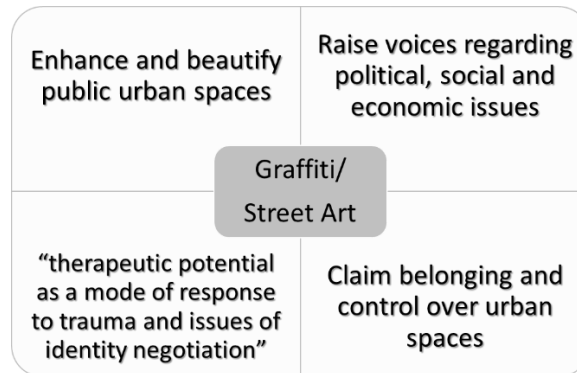 Enhance and beautify
public urban spaces
Raise voices regarding
political, social and
economic issues
Graffiti/
Street Art
“therapeutic potential
as a mode of response
to trauma and issues of
identity negotiation”
Claim belonging and
control over urban
spaces